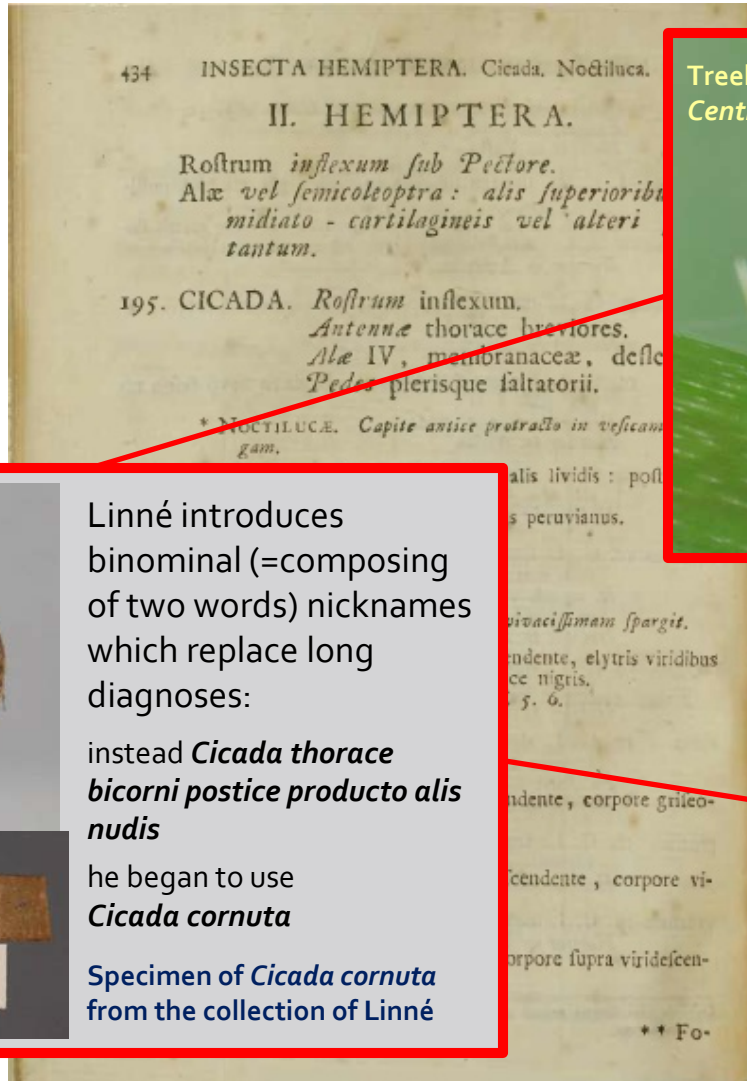 434 INSECTA HEMIPTERA. Cicada. Noctiluca.
II. HEMIPTERA.
Roſtrum inflexum ſub Pectore.
Alæ vel ſemicoleoptra: alis ſuperioribu
midiato - cartilagineis vel alteri
tantum.
195. CICADA. Roſtrum inflexum.
Antennæ thorace breviores.
Alæ IV, membranaceæ, defle
Pedes plerisque ſaltatorii.
* NOCTILUCÆ. Capite antice protracto in veſicam
gam.
alis lividis: poſt
s peruvianus.
vivaciſſimam ſpargit.
endente, elytris viridibus
ce nigris.
5. 6.
ndente, corpore griſeo-
ſcendente, corpore vi-
orpore ſupra virideſcen-
** Fo-
Treel
Cent
Linné introduces
binominal (=composing
of two words) nicknames
which replace long
diagnoses:
instead Cicada thorace
bicorni postice producto alis
nudis
he began to use
Cicada cornuta
Specimen of Cicada cornuta
from the collection of Linné